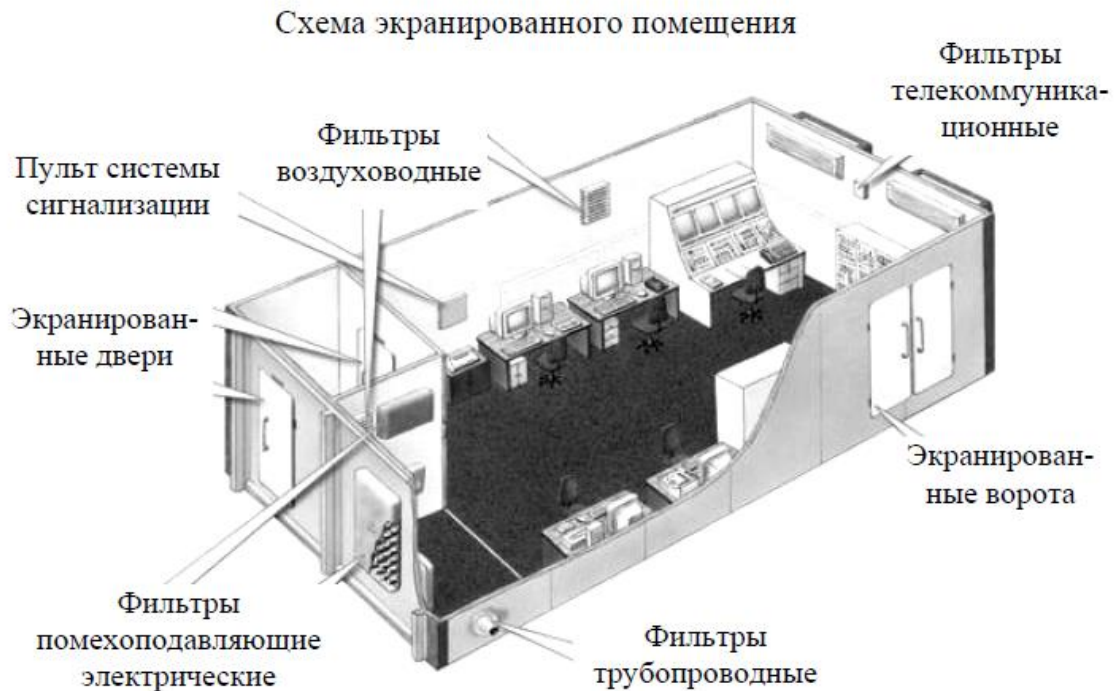 Схема экранированного помещения
Фильтры
телекоммуника-
ционные
Фильтры
воздуховодные
Пульт системы
сигнализации
Экранирован-
ные двери
Экранирован-
ные ворота
Фильтры
помехоподавляющие
электрические
Фильтры
трубопроводные